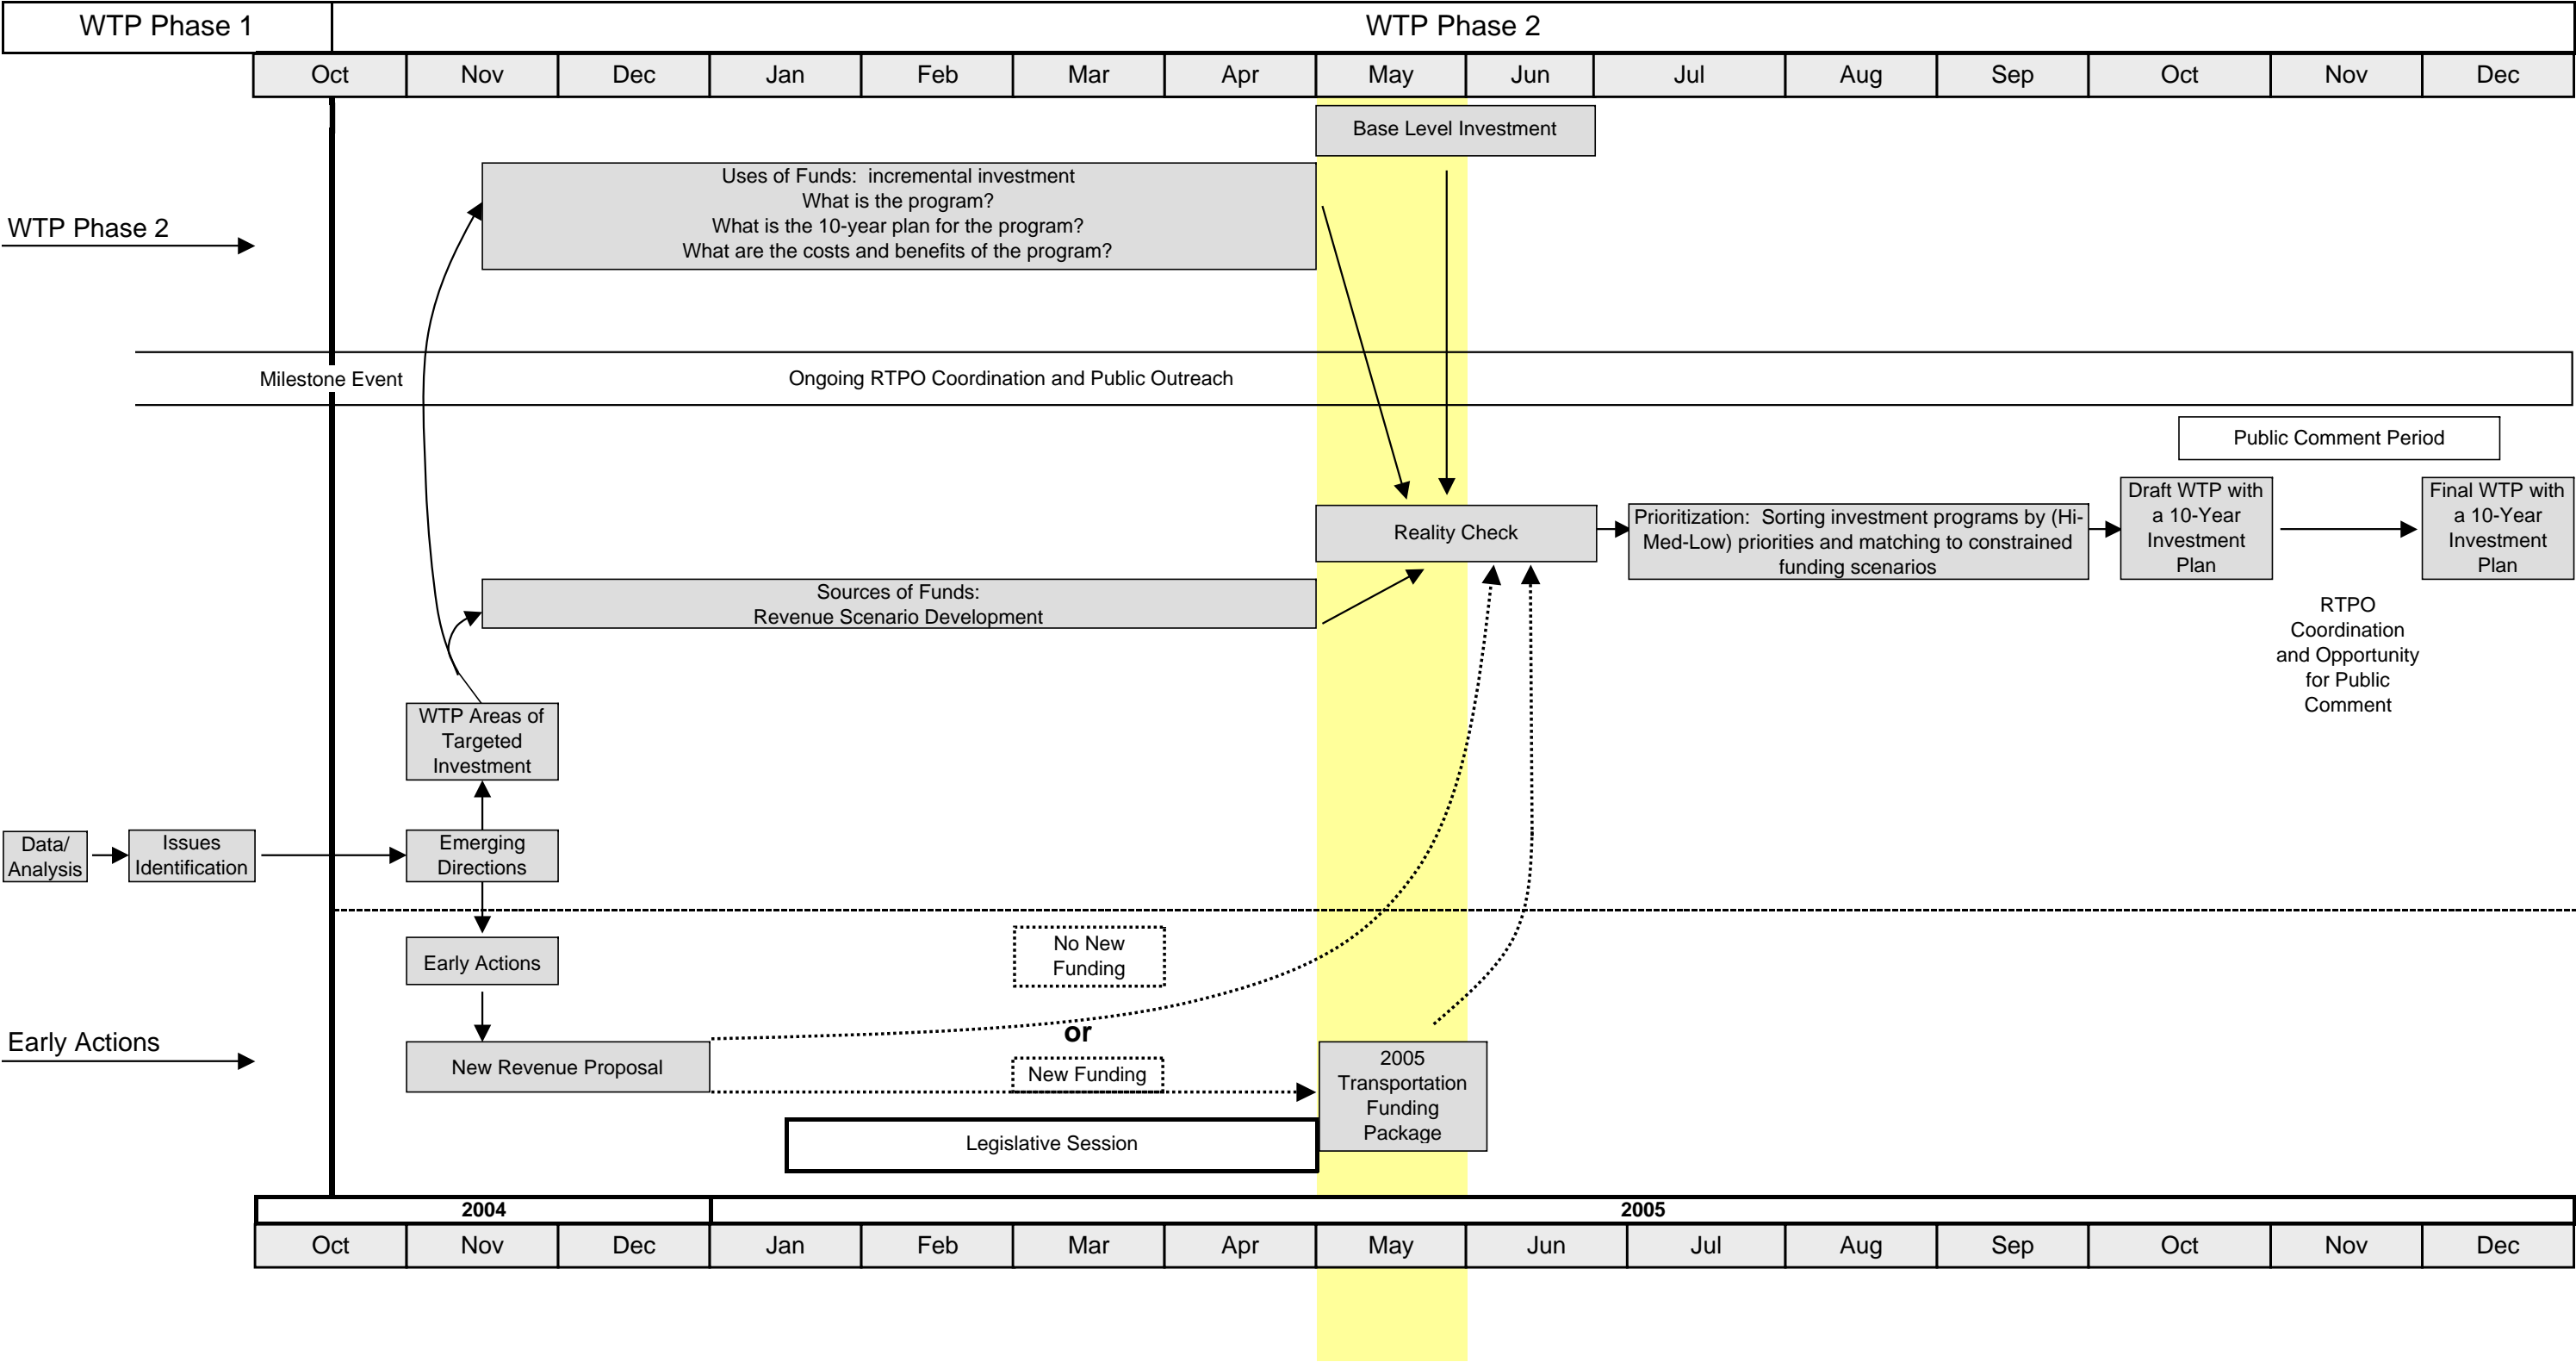 WTP Phase 1
WTP Phase 2
Oct
Nov
Dec
Jan
Feb
Mar
Apr
May
Jun
Jul
Aug
Sep
Oct
Nov
Dec
Base Level Investment
Uses of Funds: incremental investment
What is the program?
What is the 10-year plan for the program?
What are the costs and benefits of the program?
WTP Phase 2
Milestone Event
Ongoing RTPO Coordination and Public Outreach
Public Comment Period
Reality Check
Prioritization: Sorting investment programs by (Hi-
Med-Low) priorities and matching to constrained
funding scenarios
Draft WTP with
a 10-Year
Investment
Plan
Final WTP with
a 10-Year
Investment
Plan
Sources of Funds:
Revenue Scenario Development
RTPO
Coordination
and Opportunity
for Public
Comment
WTP Areas of
Targeted
Investment
Data/
Analysis
Issues
Identification
Emerging
Directions
Early Actions
No New
Funding
or
Early Actions
New Revenue Proposal
New Funding
2005
Transportation
Funding
Package
Legislative Session
2004
2005
Oct
Nov
Dec
Jan
Feb
Mar
Apr
May
Jun
Jul
Aug
Sep
Oct
Nov
Dec